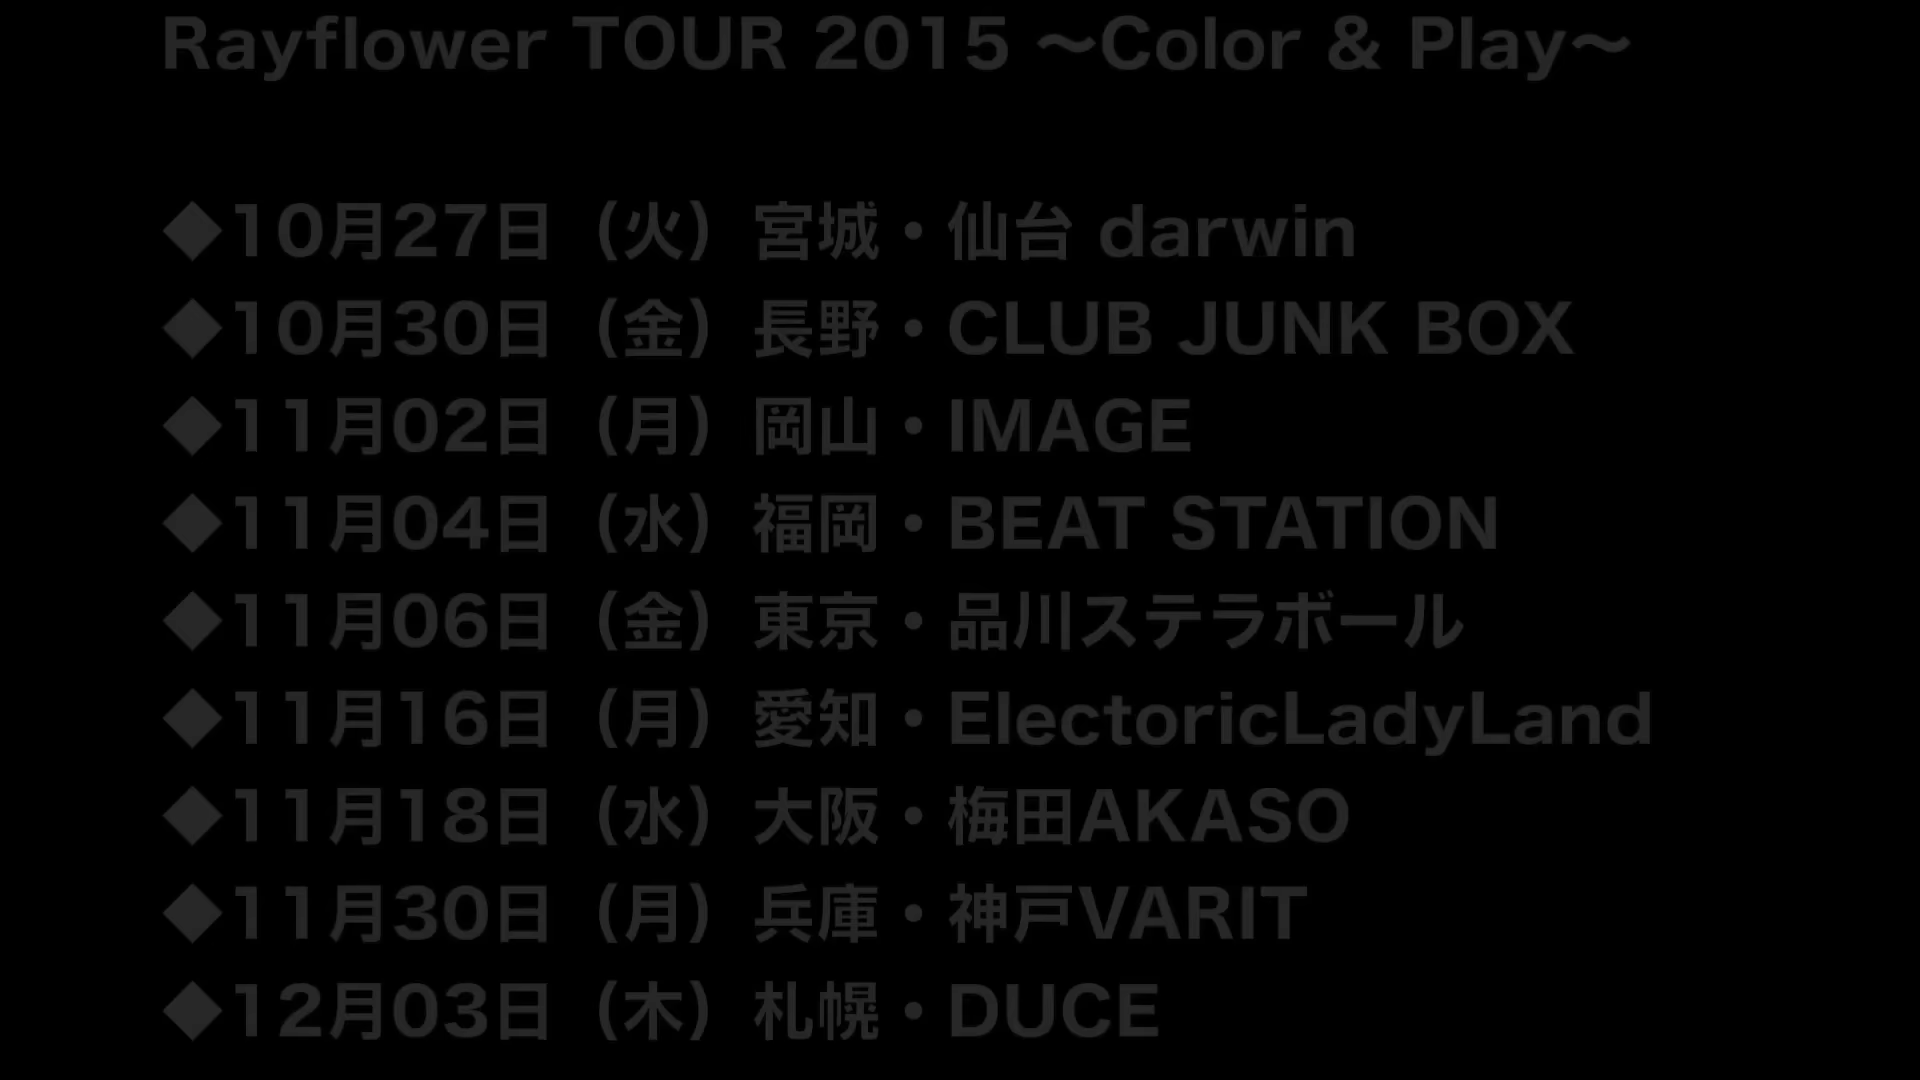 Rayflower TOUR 2015 〜Color & Play〜
◆10月27日（火）宮城・仙台 darwin
◆10月30日（金）長野・CLUB JUNK BOX
◆11月02日（月）岡山・IMAGE
◆11月04日（水）福岡・BEAT STATION
◆11月06日（金）東京・品川ステラボール
◆11月16日（月）愛知・ElectoricLadyLand
◆11月18日（水）大阪・梅田AKASO
◆11月30日（月）兵庫・神戸VARIT
◆12月03日（木）札幌・DUCE